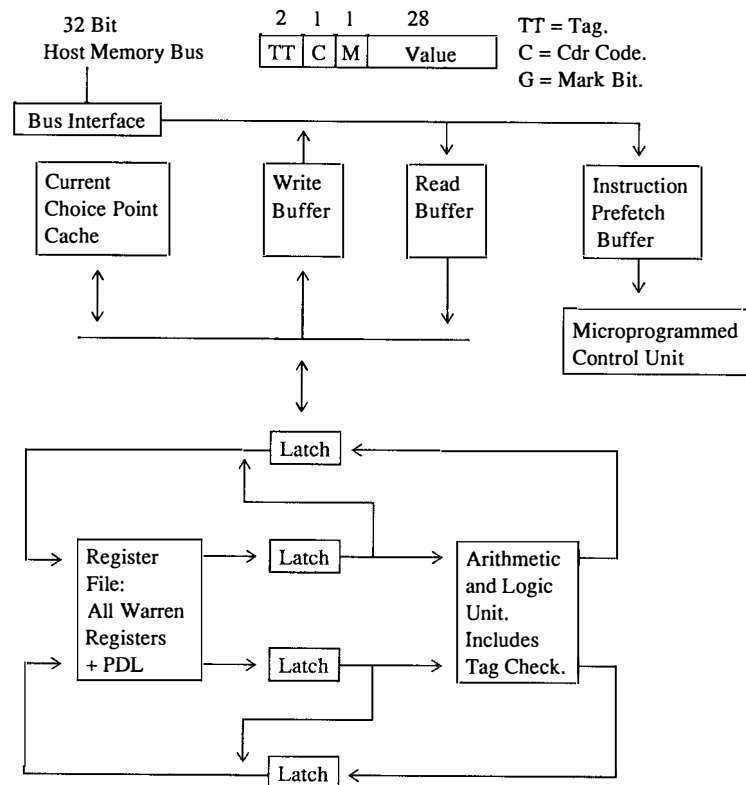 32 Bit
Host Memory Bus
2 1 1 28
TT C M Value
TT = Tag.
C = Cdr Code.
G = Mark Bit.
Bus Interface
Current
Choice Point
Cache
Write
Buffer
Read
Buffer
Instruction
Prefetch
Buffer
Microprogrammed
Control Unit
Latch
Register
File:
All Warren
Registers
+ PDL
Latch
Latch
Arithmetic
and Logic
Unit.
Includes
Tag Check.
Latch